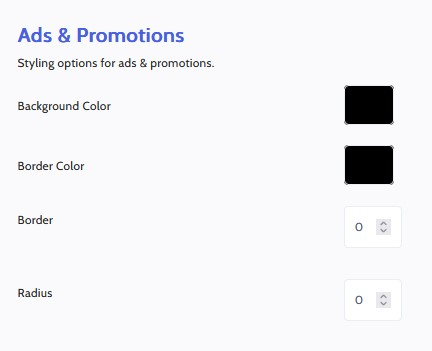 Ads & Promotions
Styling options for ads & promotions.
Background Color
Border Color
Border
0
Radius
0